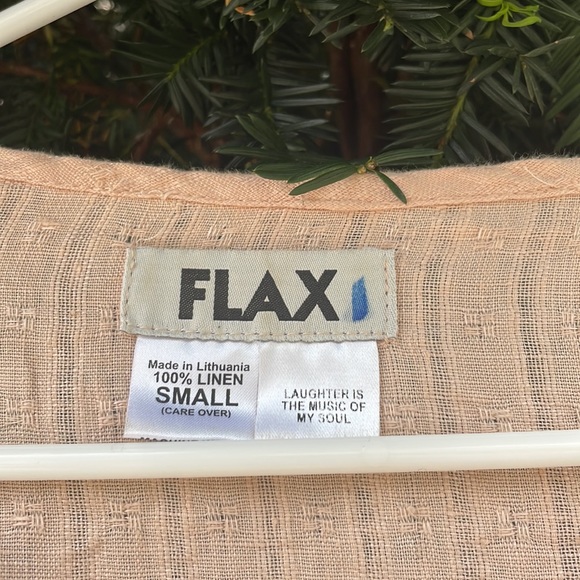 FLAX
Made in Lithuania
100% LINEN
SMALL
(CARE OVER)
LAUGHTER IS
THE MUSIC OF
MY SOUL